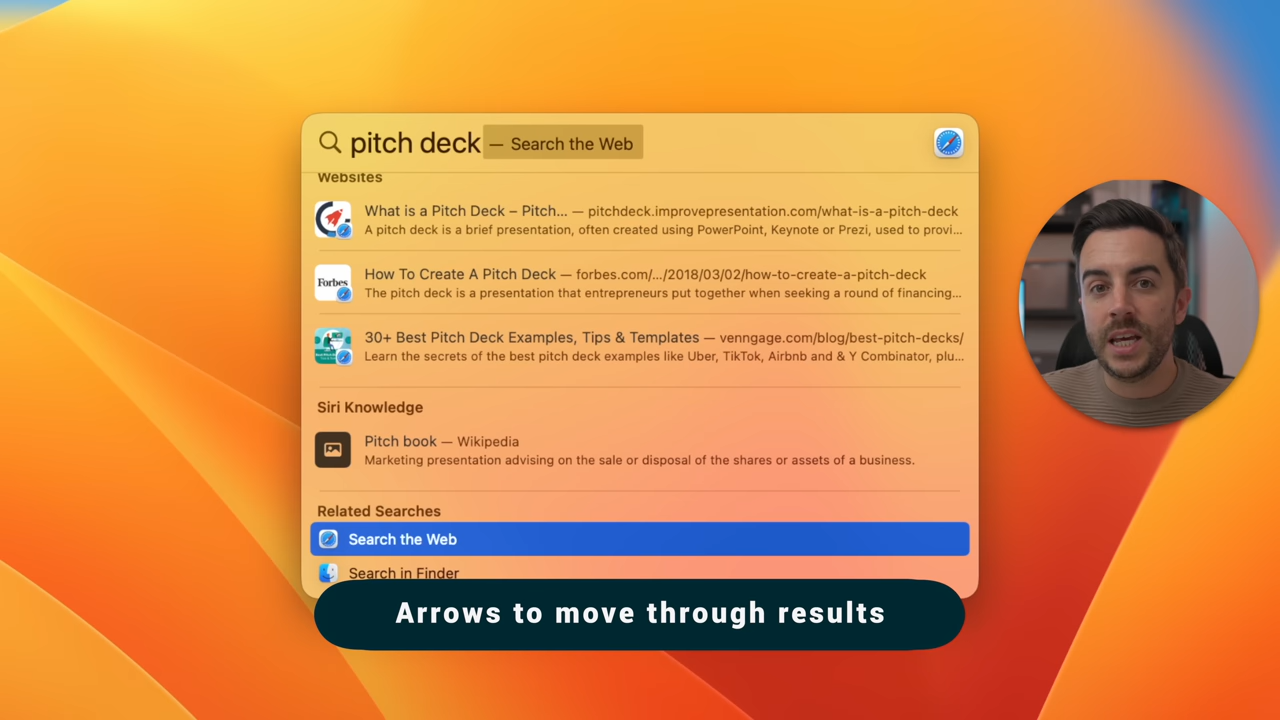 pitch deck — Search the Web
Websites
What is a Pitch Deck – Pitch... — pitchdeck.improvepresentation.com/what-is-a-pitch-deck
A pitch deck is a brief presentation, often created using PowerPoint, Keynote or Prezi, used to provi...
Forbes
How To Create A Pitch Deck — forbes.com/.../2018/03/02/how-to-create-a-pitch-deck
The pitch deck is a presentation that entrepreneurs put together when seeking a round of financing...
30+ Best Pitch Deck Examples, Tips & Templates — venngage.com/blog/best-pitch-decks/
Learn the secrets of the best pitch deck examples like Uber, TikTok, Airbnb and & Y Combinator, plu...
Siri Knowledge
Pitch book — Wikipedia
Marketing presentation advising on the sale or disposal of the shares or assets of a business.
Related Searches
Search the Web
Search in Finder
Arrows to move through results